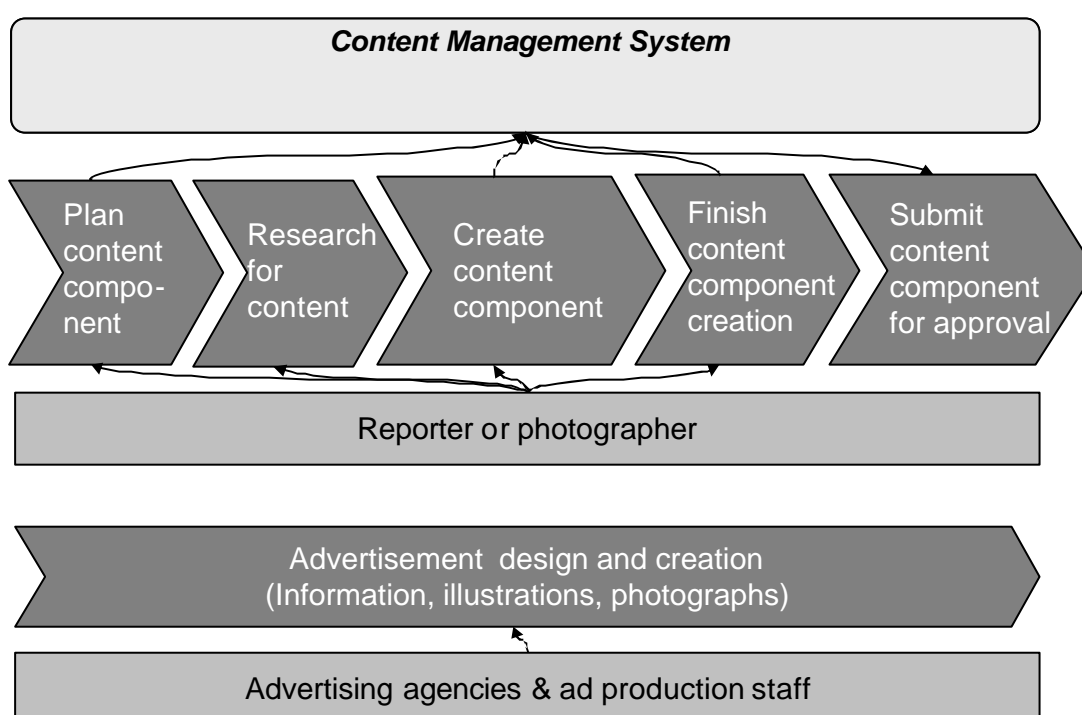 Content Management System
Plan
content
compo-
nent
Research
for
content
Create
content
component
Finish
content
component
creation
Submit
content
component
for approval
Reporter or photographer
Advertisement design and creation
(Information, illustrations, photographs)
Advertising agencies & ad production staff